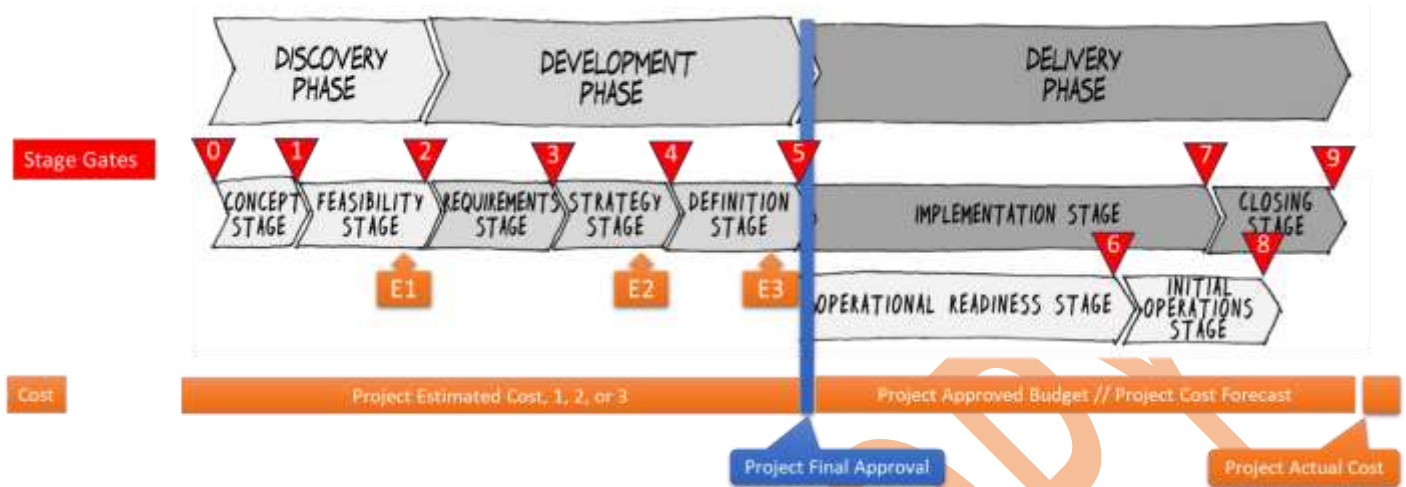 DISCOVERY
PHASE
DEVELOPMENT
PHASE
DELIVERY
PHASE
Stage Gates
0
1
2
3
4
5
7
9
CONCEPT
STAGE
FEASIBILITY
STAGE
REQUIREMENTS
STAGE
STRATEGY
STAGE
DEFINITION
STAGE
IMPLEMENTATION STAGE
CLOSING
STAGE
6
8
E1
E2
E3
OPERATIONAL READINESS STAGE
INITIAL
OPERATIONS
STAGE
Cost
Project Estimated Cost, 1, 2, or 3
Project Approved Budget // Project Cost Forecast
Project Final Approval
Project Actual Cost